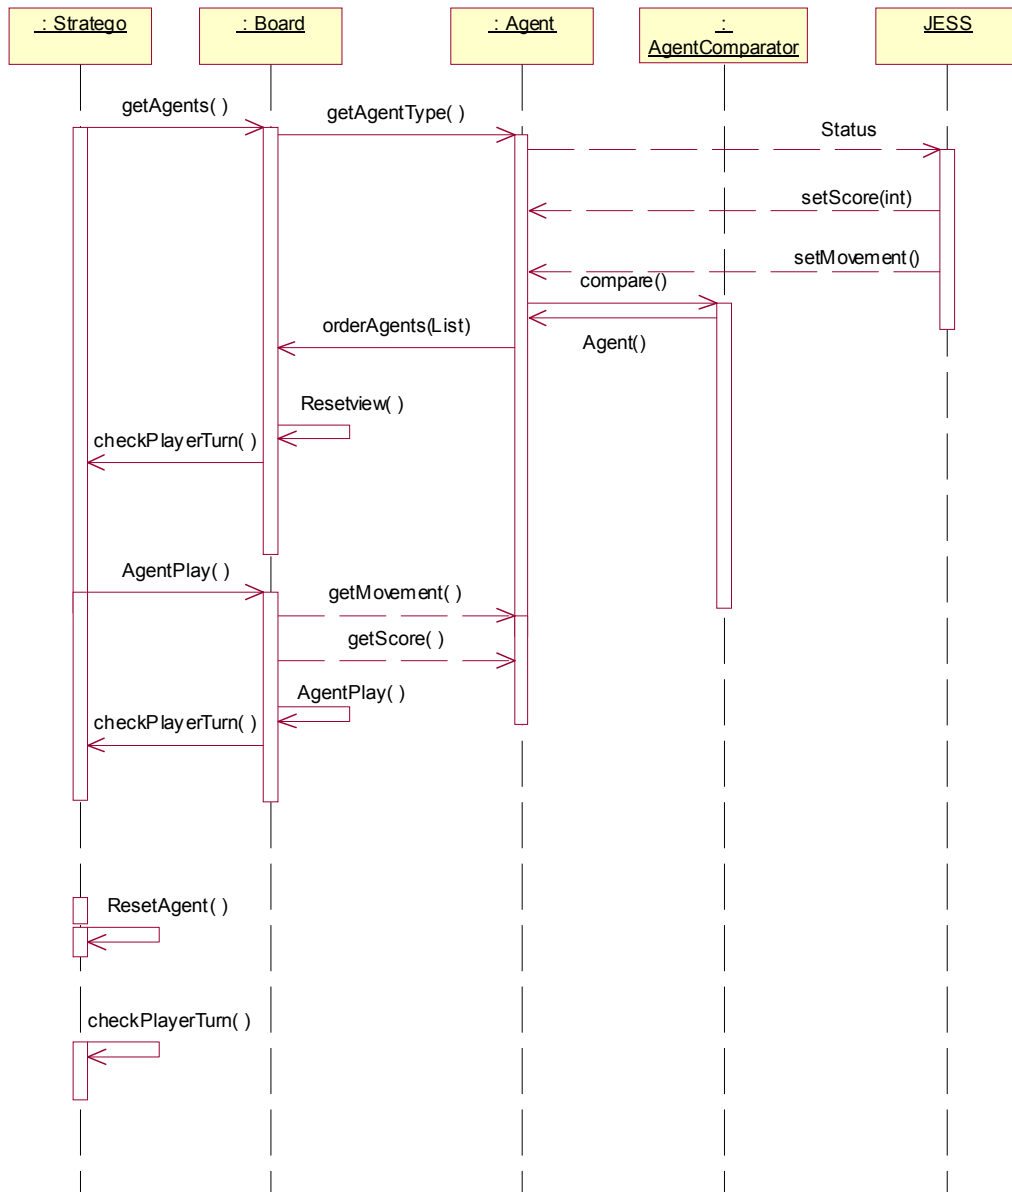 : Stratego
: Board
: Agent
:
AgentComparator
JESS
getAgents( )
getAgentType( )
Status
setScore(int)
setMovement()
compare()
orderAgents(List)
Agent()
Resetview( )
checkPlayerTurn( )
AgentPlay( )
getMovement( )
getScore( )
AgentPlay( )
checkPlayerTurn( )
ResetAgent( )
checkPlayerTurn( )